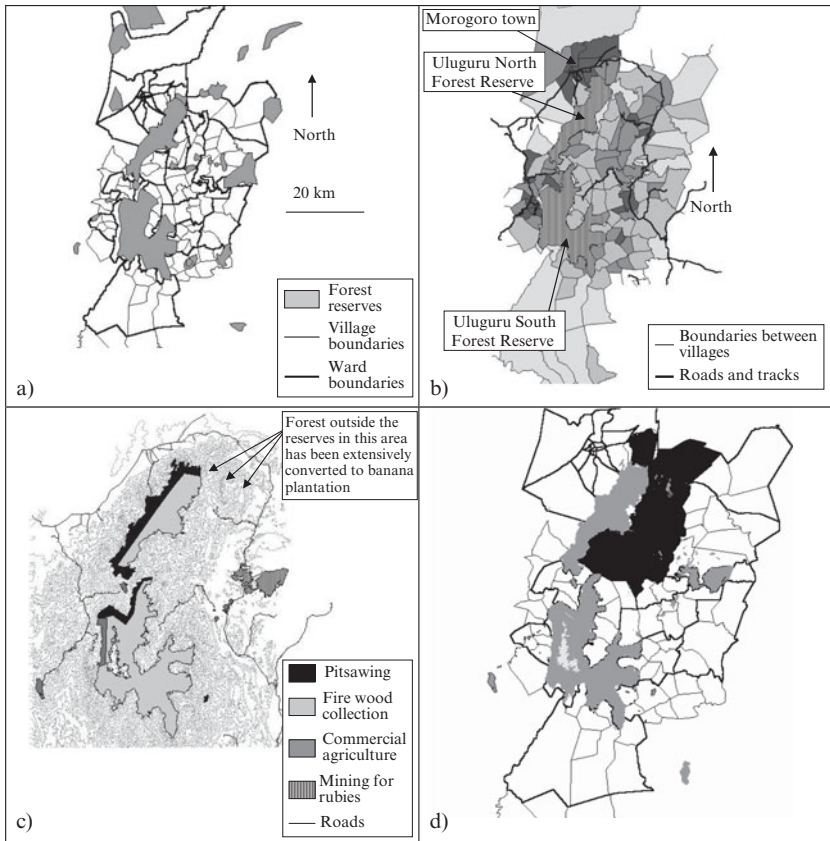 North
20 km
Forest
reserves
Village
boundaries
Ward
boundaries
a)
Morogoro town
Uluguru North
Forest Reserve
North
Uluguru South
Forest Reserve
Boundaries between
villages
Roads and tracks
b)
Forest outside the
reserves in this area
has been extensively
converted to banana
plantation
Pitsawing
Fire wood
collection
Commercial
agriculture
Mining for
rubies
Roads
c)
d)